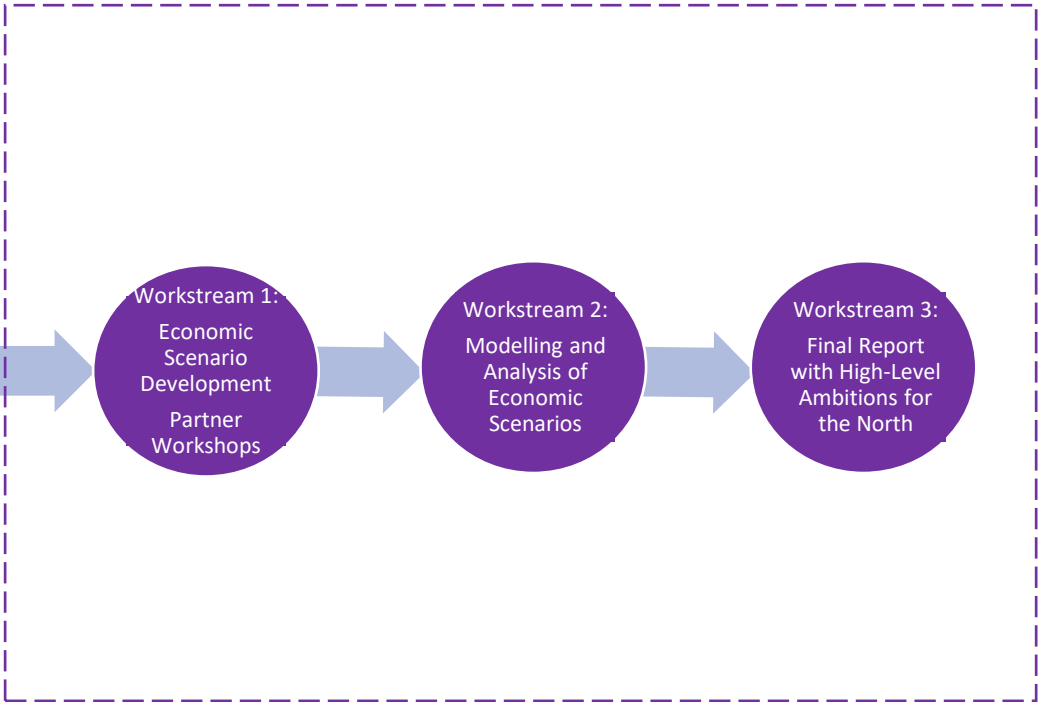 Workstream 1:
Economic
Scenario
Development
Partner
Workshops
Workstream 2:
Modelling and
Analysis of
Economic
Scenarios
Workstream 3:
Final Report
with High-Level
Ambitions for
the North